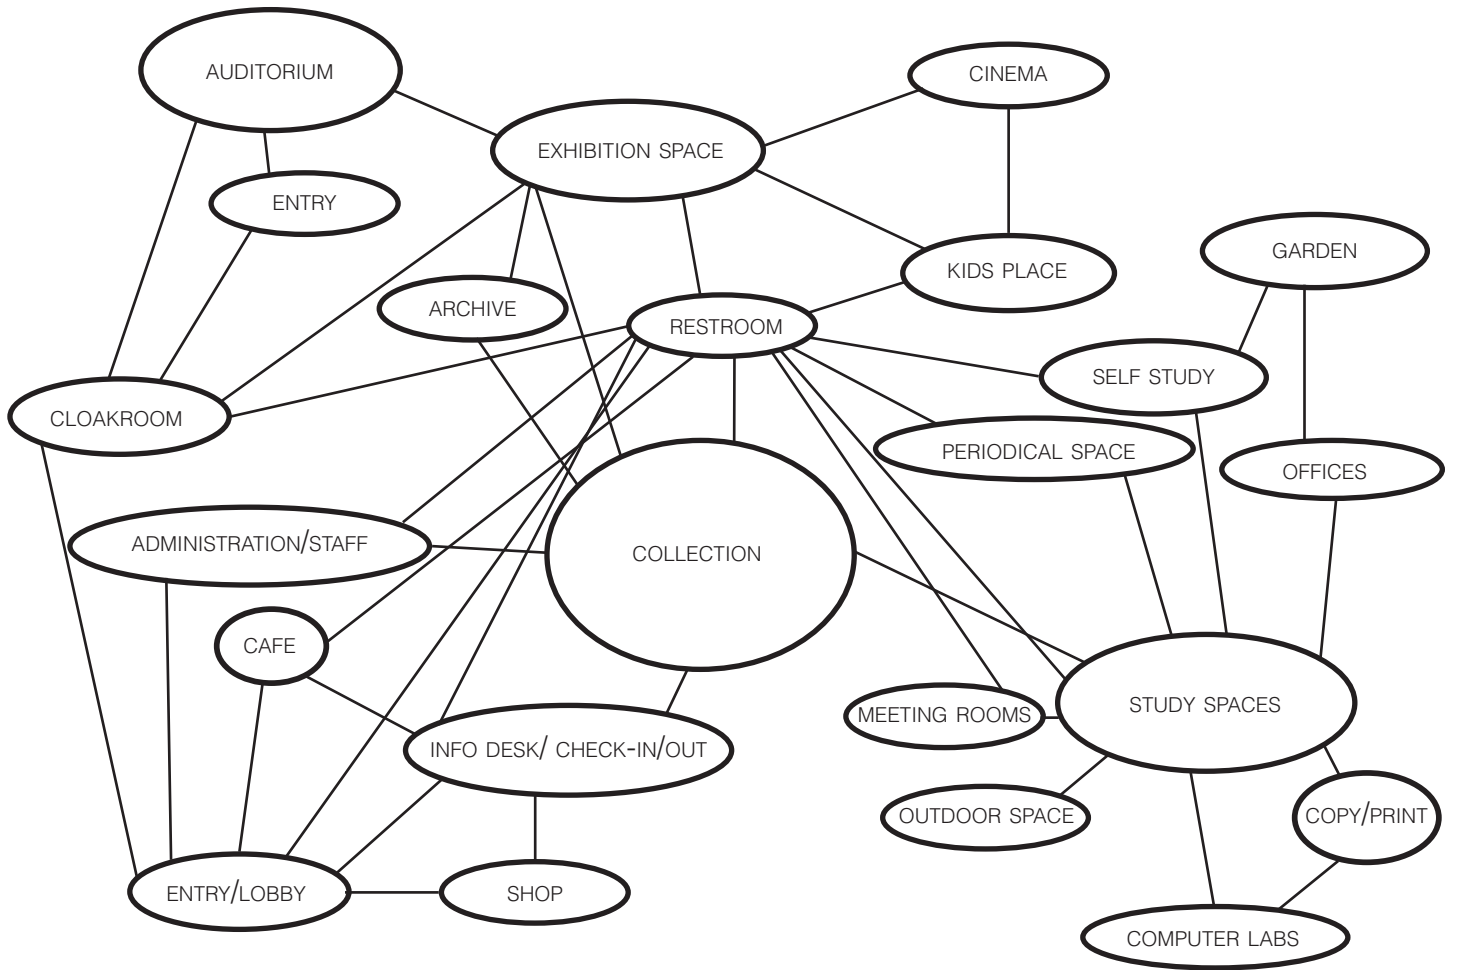 AUDITORIUM
CINEMA
EXHIBITION SPACE
ENTRY
GARDEN
KIDS PLACE
ARCHIVE
RESTROOM
SELF STUDY
CLOAKROOM
PERIODICAL SPACE
OFFICES
ADMINISTRATION/STAFF
COLLECTION
CAFE
STUDY SPACES
MEETING ROOMS
INFO DESK/ CHECK-IN/OUT
OUTDOOR SPACE
COPY/PRINT
ENTRY/LOBBY
SHOP
COMPUTER LABS